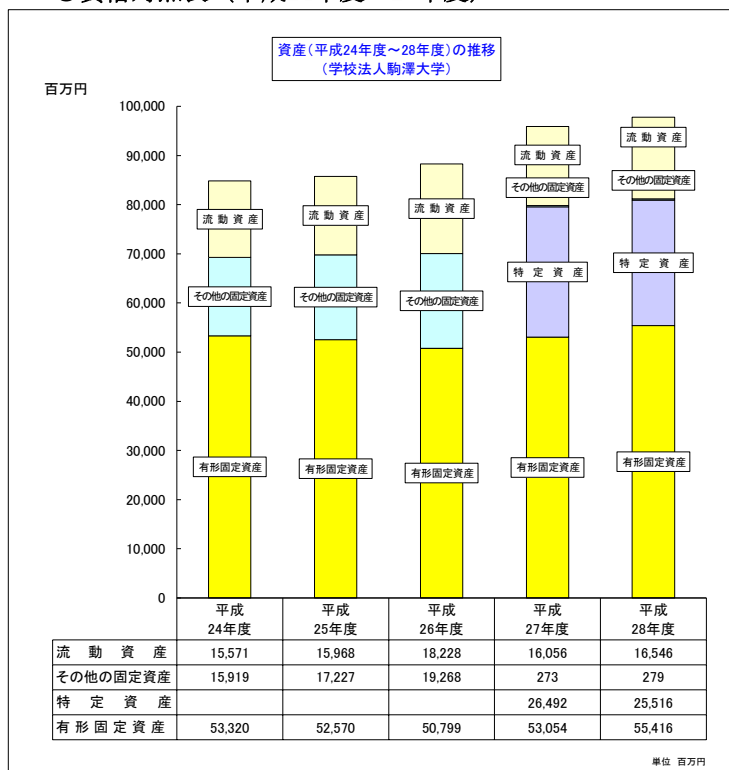 資産(平成24年度～28年度)の推移
(学校法人駒澤大学)
百万円
100,000
90,000
80,000
70,000
60,000
50,000
40,000
30,000
20,000
10,000
0
流動資産
その他の固定資産
有形固定資産
流動資産
その他の固定資産
有形固定資産
流動資産
その他の固定資産
有形固定資産
流動資産
その他の固定資産
特定資産
有形固定資産
流動資産
その他の固定資産
特定資産
有形固定資産
平成 平成 平成 平成 平成
24年度 25年度 26年度 27年度 28年度
流動資産 15,571 15,968 18,228 16,056 16,546
その他の固定資産 15,919 17,227 19,268 273 279
特定資産 26,492 25,516
有形固定資産 53,320 52,570 50,799 53,054 55,416
単位 百万円